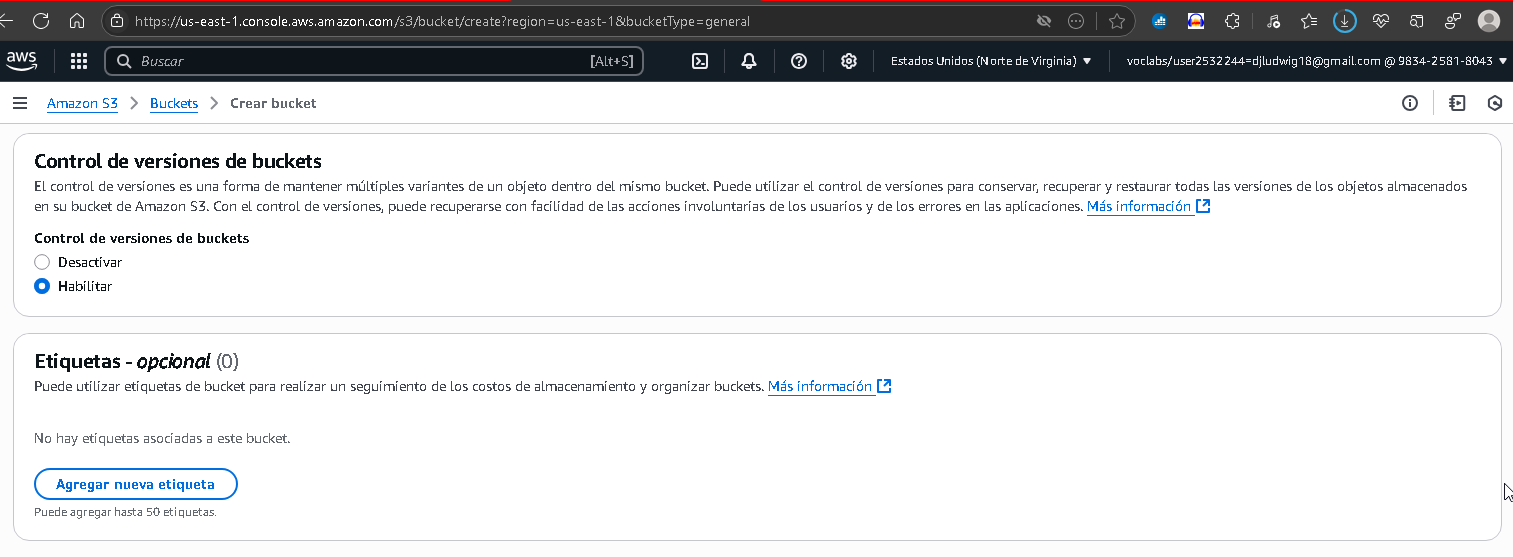 https://us-east-1.console.aws.amazon.com/s3/bucket/create?region=us-east-1&bucketType=general
aws
Buscar
[Alt+S]
Estados Unidos (Norte de Virginia)
voclabs/user2532244=djludwig18@gmail.com @ 9834-2581-8043
Amazon S3
Buckets
Crear bucket
Control de versiones de buckets
El control de versiones es una forma de mantener múltiples variantes de un objeto dentro del mismo bucket. Puede utilizar el control de versiones para conservar, recuperar y restaurar todas las versiones de los objetos almacenados
en su bucket de Amazon S3. Con el control de versiones, puede recuperarse con facilidad de las acciones involuntarias de los usuarios y de los errores en las aplicaciones. Más información
Control de versiones de buckets
Desactivar
Habilitar
Etiquetas - opcional (0)
Puede utilizar etiquetas de bucket para realizar un seguimiento de los costos de almacenamiento y organizar buckets. Más información
No hay etiquetas asociadas a este bucket.
Agregar nueva etiqueta
Puede agregar hasta 50 etiquetas.